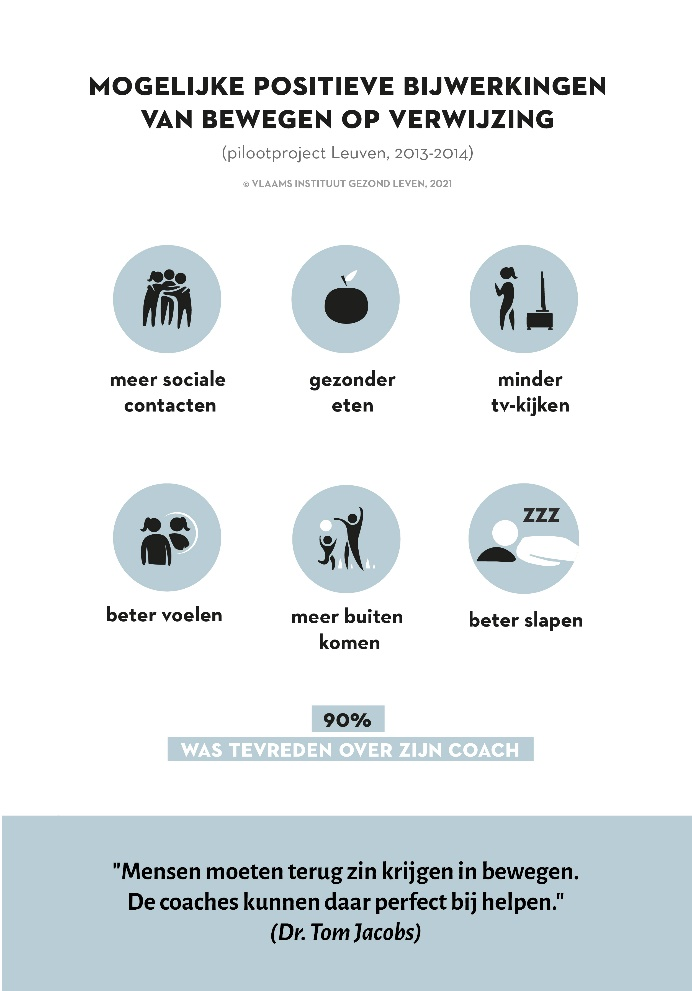 MOGELIJKE POSITIEVE BIJWERKINGEN
VAN BEWEGEN OP VERWIJZING
(pilootproject Leuven, 2013-2014)
© VLAAMS INSTITUUT GEZOND LEVEN, 2021
meer sociale
contacten
gezonder
eten
minder
tv-kijken
beter voelen
meer buiten
komen
ZZZ
beter slapen
90%
WAS TEVREDEN OVER ZIJN COACH
"Mensen moeten terug zin krijgen in bewegen.
De coaches kunnen daar perfect bij helpen."
(Dr. Tom Jacobs)